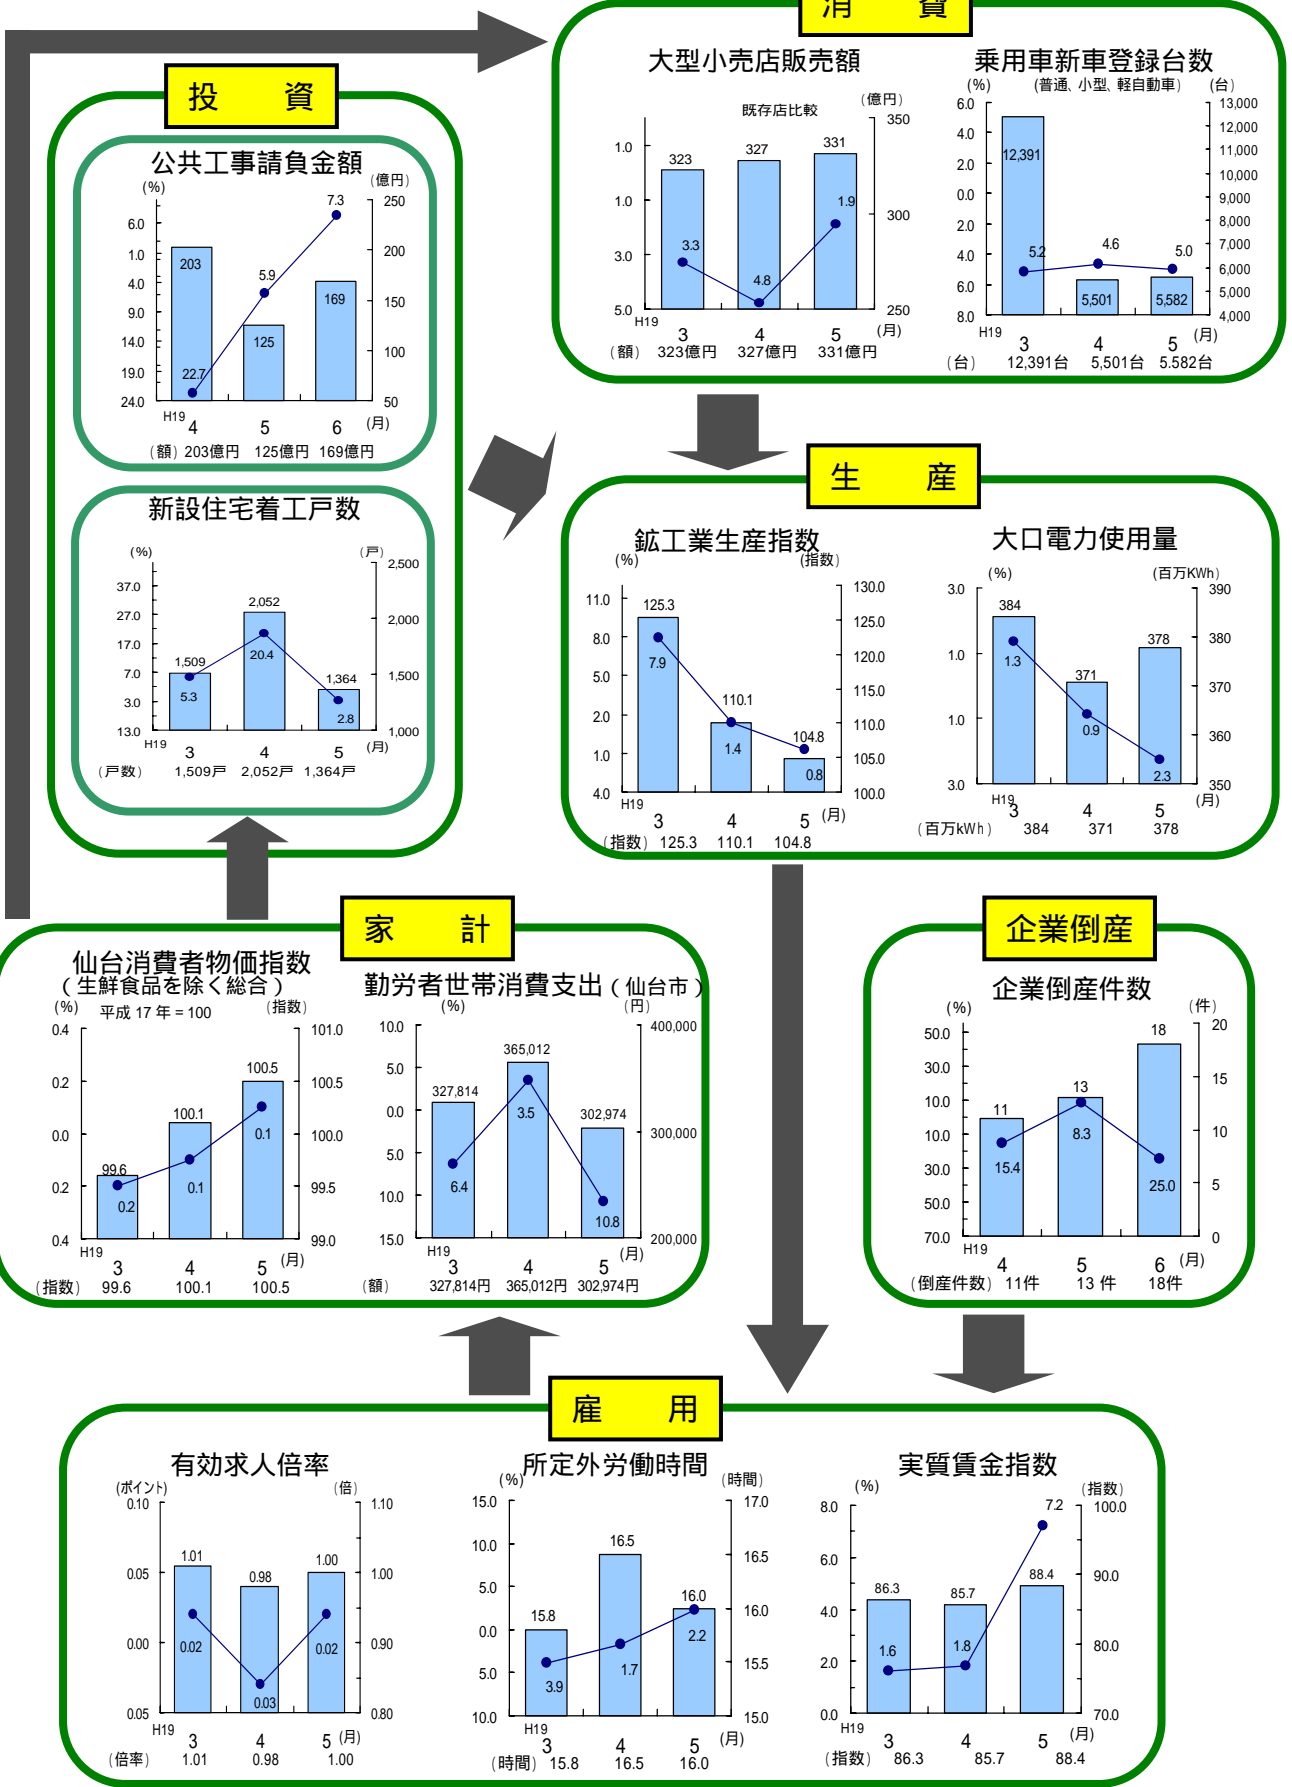 消　費
大型小売店販売額
既存店比較
(億円)
1.0
1.0
3.0
5.0
350
300
250
323
327
331
3.3
4.8
1.9
H19
3
4
5
(月)
(額)
323億円
327億円
331億円
乗用車新車登録台数
(普通、小型、軽自動車)
(%)
(台)
6.0
4.0
2.0
0.0
2.0
4.0
6.0
8.0
13,000
12,000
11,000
10,000
9,000
8,000
7,000
6,000
5,000
4,000
12,391
5,501
5,582
5.2
4.6
5.0
H19
3
4
5
(月)
(台)
12,391台
5,501台
5.582台
投　資
公共工事請負金額
(%)
(億円)
6.0
1.0
4.0
9.0
14.0
19.0
24.0
250
200
150
100
50
203
125
169
22.7
5.9
7.3
H19
4
5
6
(月)
(額)
203億円
125億円
169億円
新設住宅着工戸数
(%)
(戸)
37.0
27.0
17.0
7.0
3.0
13.0
2,500
2,000
1,500
1,000
1,509
2,052
1,364
5.3
20.4
2.8
H19
3
4
5
(月)
(戸数)
1,509戸
2,052戸
1,364戸
生　産
鉱工業生産指数
(%)
(指数)
11.0
8.0
5.0
2.0
1.0
4.0
130.0
125.0
120.0
115.0
110.0
105.0
100.0
125.3
110.1
104.8
7.9
1.4
0.8
H19
3
4
5
(月)
(指数)
125.3
110.1
104.8
大口電力使用量
(%)
(百万KWh)
3.0
1.0
1.0
3.0
390
380
370
360
350
384
371
378
1.3
0.9
2.3
H19
3
4
5
(月)
(百万kWh)
384
371
378
家　計
仙台消費者物価指数
(生鮮食品を除く総合)
(%)
平成17年=100
(指数)
0.4
0.2
0.0
0.2
0.4
101.0
100.5
100.0
99.5
99.0
99.6
100.1
100.5
0.2
0.1
0.1
H19
3
4
5
(月)
(指数)
99.6
100.1
100.5
勤労者世帯消費支出(仙台市)
(%)
(円)
10.0
5.0
0.0
5.0
10.0
15.0
400,000
300,000
200,000
327,814
365,012
302,974
6.4
3.5
10.8
H19
3
4
5
(月)
(額)
327,814円
365,012円
302,974円
企業倒産
企業倒産件数
(%)
(件)
50.0
30.0
10.0
10.0
30.0
50.0
70.0
20
15
10
5
0
11
13
18
15.4
8.3
25.0
H19
4
5
6
(月)
(倒産件数)
11件
13件
18件
雇　用
有効求人倍率
(ポイント)
(倍)
0.10
0.05
0.00
0.05
1.10
1.00
0.90
0.80
1.01
0.98
1.00
0.02
0.03
0.02
H19
3
4
5
(月)
(倍率)
1.01
0.98
1.00
所定外労働時間
(%)
(時間)
15.0
10.0
5.0
0.0
5.0
10.0
17.0
16.5
16.0
15.5
15.0
15.8
16.5
16.0
3.9
1.7
2.2
H19
3
4
5
(月)
(時間)
15.8
16.5
16.0
実質賃金指数
(%)
(指数)
8.0
6.0
4.0
2.0
0.0
100.0
90.0
80.0
70.0
86.3
85.7
88.4
1.6
1.8
7.2
H19
3
4
5
(月)
(指数)
86.3
85.7
88.4